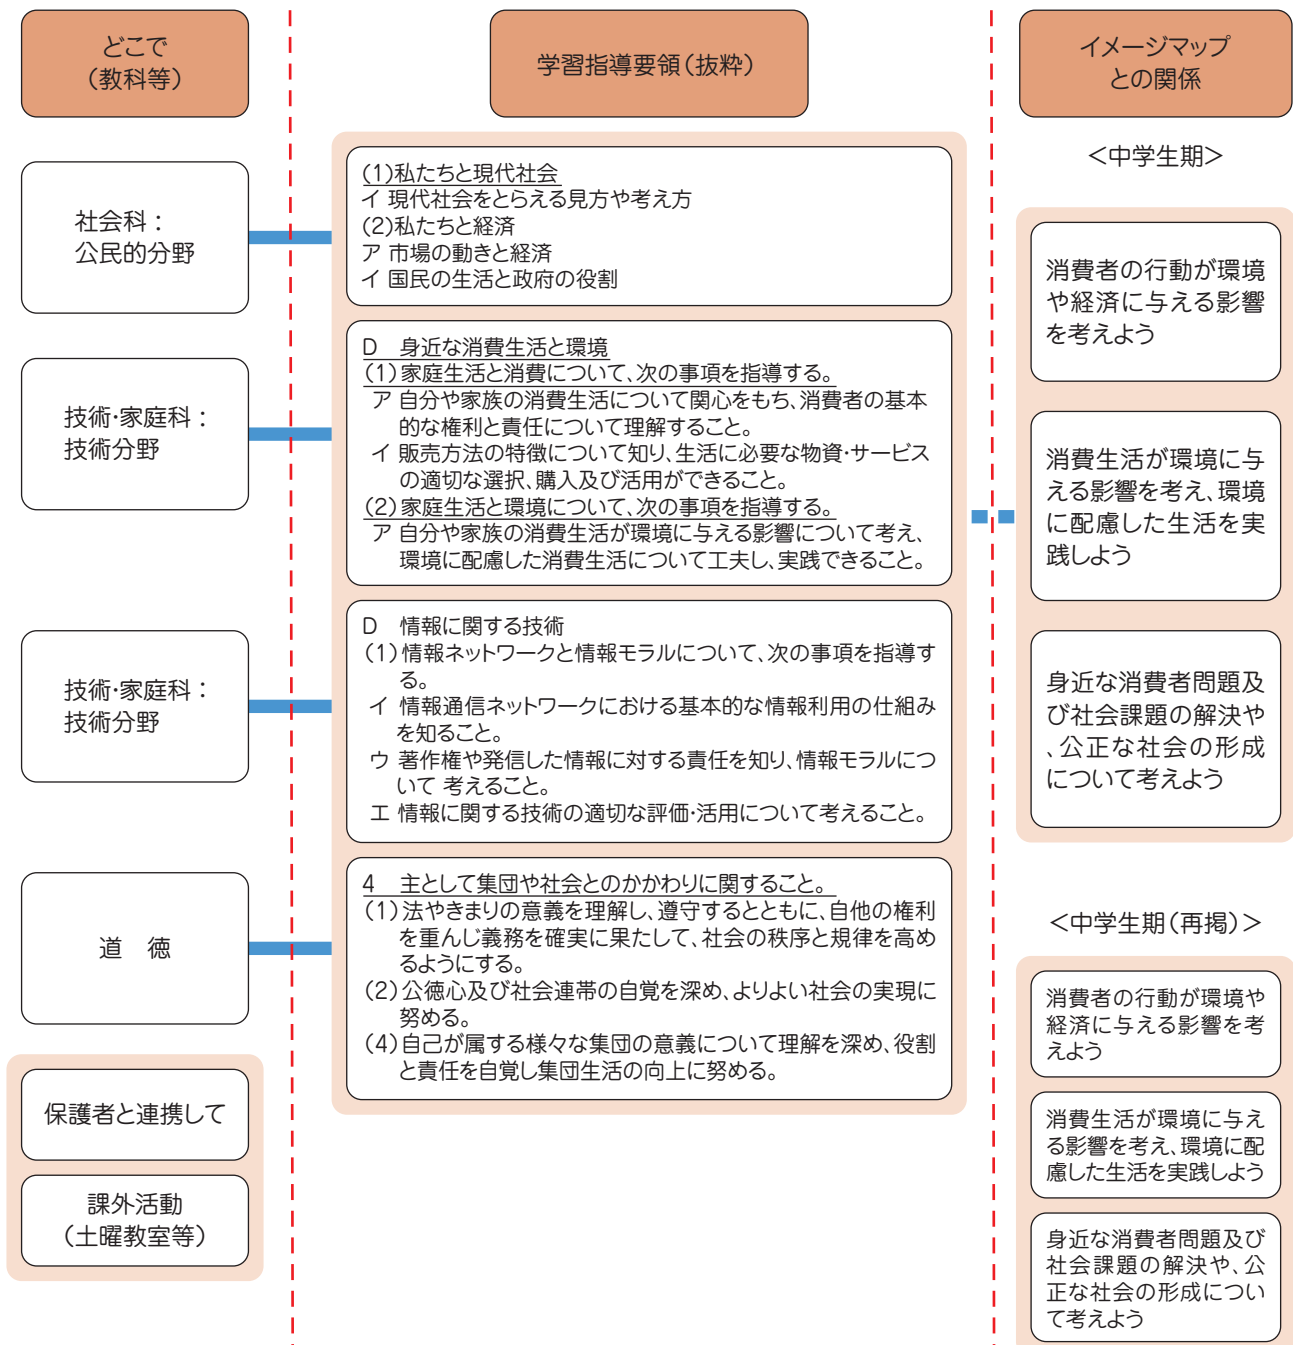 どこで
（教科等）
学習指導要領（抜粋）
イメージマップ
との関係
社会科：
公民的分野
(1)私たちと現代社会
イ 現代社会をとらえる見方や考え方
(2)私たちと経済
ア 市場の動きと経済
イ 国民の生活と政府の役割
技術・家庭科：
技術分野
D　身近な消費生活と環境
(1)家庭生活と消費について、次の事項を指導する。
ア 自分や家族の消費生活について関心をもち、消費者の基本
的な権利と責任について理解すること。
イ 販売方法の特徴について知り、生活に必要な物資・サービス
の適切な選択、購入及び活用ができること。
(2)家庭生活と環境について、次の事項を指導する。
ア 自分や家族の消費生活が環境に与える影響について考え、
環境に配慮した消費生活について工夫し、実践できること。
技術・家庭科：
技術分野
D　情報に関する技術
(1)情報ネットワークと情報モラルについて、次の事項を指導す
る。
イ 情報通信ネットワークにおける基本的な情報利用の仕組み
を知ること。
ウ 著作権や発信した情報に対する責任を知り、情報モラルにつ
いて 考えること。
エ 情報に関する技術の適切な評価・活用について考えること。
道　徳
4　主として集団や社会とのかかわりに関すること。
(1)法やきまりの意義を理解し、遵守するとともに、自他の権利
を重んじ義務を確実に果たして、社会の秩序と規律を高め
るようにする。
(2)公徳心及び社会連帯の自覚を深め、よりよい社会の実現に
努める。
(4)自己が属する様々な集団の意義について理解を深め、役割
と責任を自覚し集団生活の向上に努める。
保護者と連携して
課外活動
（土曜教室等）
＜中学生期＞
消費者の行動が環境
や経済に与える影響
を考えよう
消費生活が環境に与
える影響を考え、環境
に配慮した生活を実
践しよう
身近な消費者問題及
び社会課題の解決や
、公正な社会の形成
について考えよう
＜中学生期（再掲）＞
消費者の行動が環境や
経済に与える影響を考
えよう
消費生活が環境に与え
る影響を考え、環境に配
慮した生活を実践しよう
身近な消費者問題及び
社会課題の解決や、公
正な社会の形成につい
て考えよう